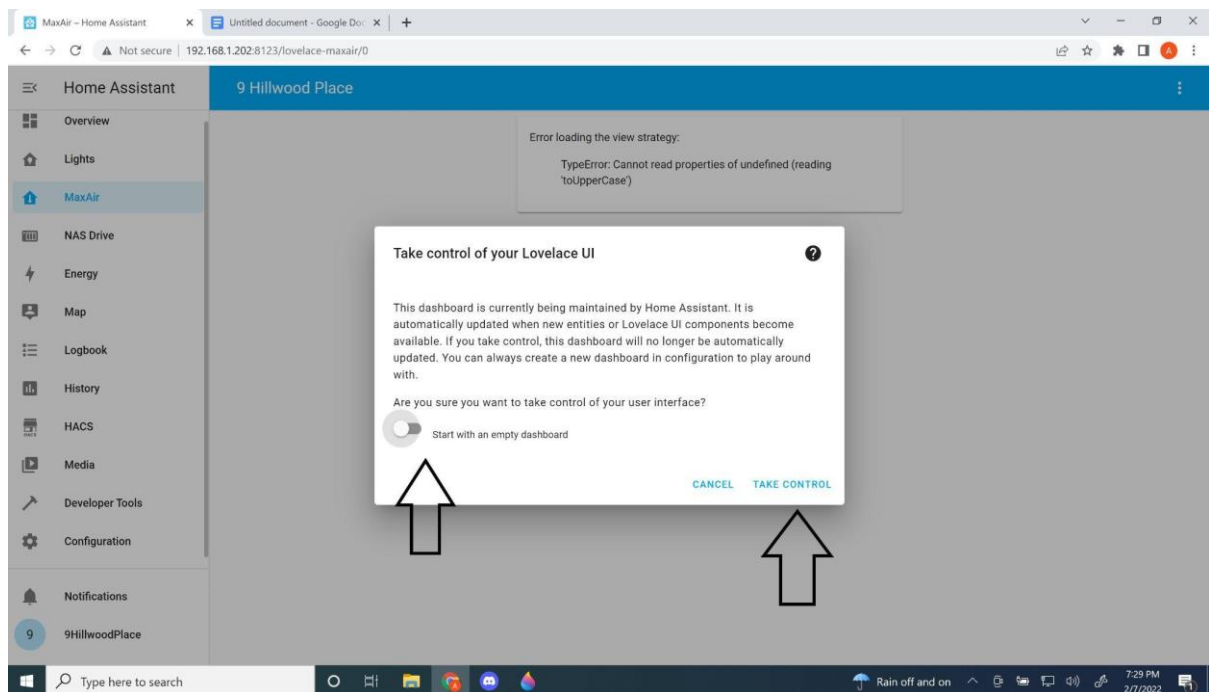 MaxAir – Home Assistant
Untitled document - Google Doc
Not secure | 192.168.1.202:8123/lovelace-maxair/0
A
Home Assistant
9 Hillwood Place
Overview
Lights
MaxAir
NAS Drive
Energy
Map
Logbook
History
HACS
HACS
Media
Developer Tools
Configuration
Notifications
9
9HillwoodPlace
Error loading the view strategy:
TypeError: Cannot read properties of undefined (reading
'toUpperCase')
Take control of your Lovelace UI
This dashboard is currently being maintained by Home Assistant. It is
automatically updated when new entities or Lovelace UI components become
available. If you take control, this dashboard will no longer be automatically
updated. You can always create a new dashboard in configuration to play around
with.
Are you sure you want to take control of your user interface?
Start with an empty dashboard
CANCEL TAKE CONTROL
Type here to search
Rain off and on
7:29 PM
2/7/2022